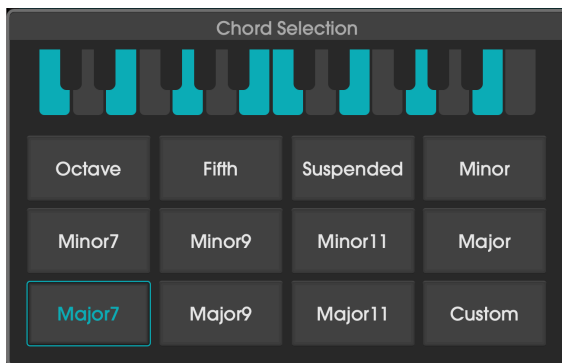 Chord Selection
Octave
Fifth
Suspended
Minor
Minor7
Minor9
Minor11
Major
Major7
Major9
Major11
Custom